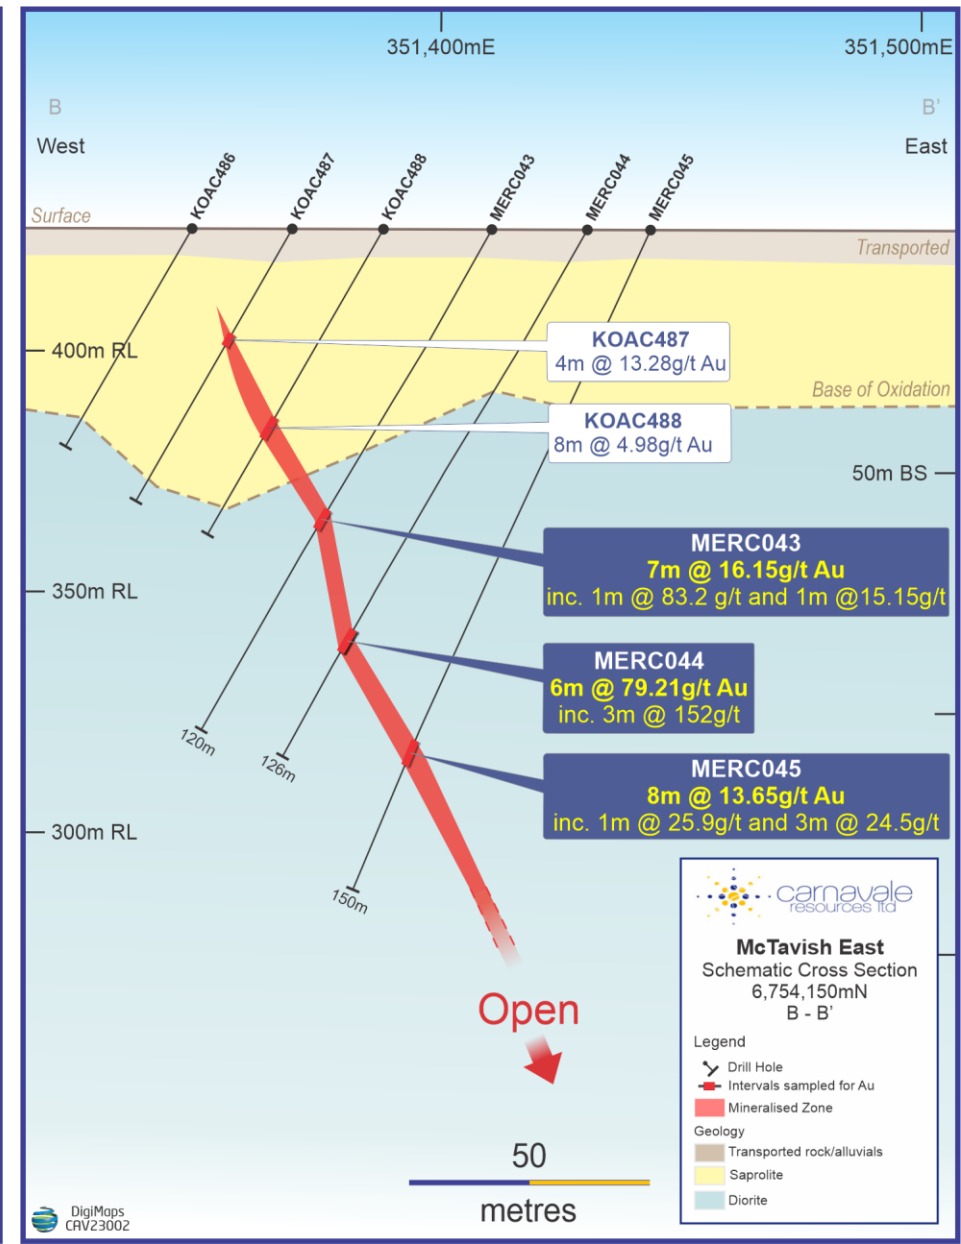 351,400mE
351,500mE
B
B'
West
East
KOAC486
KOAC487
KOAC488
MERC043
MERC044
MERC045
Surface
Transported
KOAC487
4m @ 13.28g/t Au
400m RL
Base of Oxidation
KOAC488
8m @ 4.98g/t Au
50m BS
MERC043
7m @ 16.15g/t Au
inc. 1m @ 83.2 g/t and 1m @15.15g/t
350m RL
MERC044
6m @ 79.21g/t Au
inc. 3m @ 152g/t
120m
126m
MERC045
8m @ 13.65g/t Au
inc. 1m @ 25.9g/t and 3m @ 24.5g/t
300m RL
150m
carnavale
resources ltd
McTavish East
Schematic Cross Section
6,754,150mN
B - B'
Open
Legend
Drill Hole
Intervals sampled for Au
Mineralised Zone
Geology
Transported rock/alluvials
Saprolite
Diorite
50
metres
DigiMaps
CAV23002